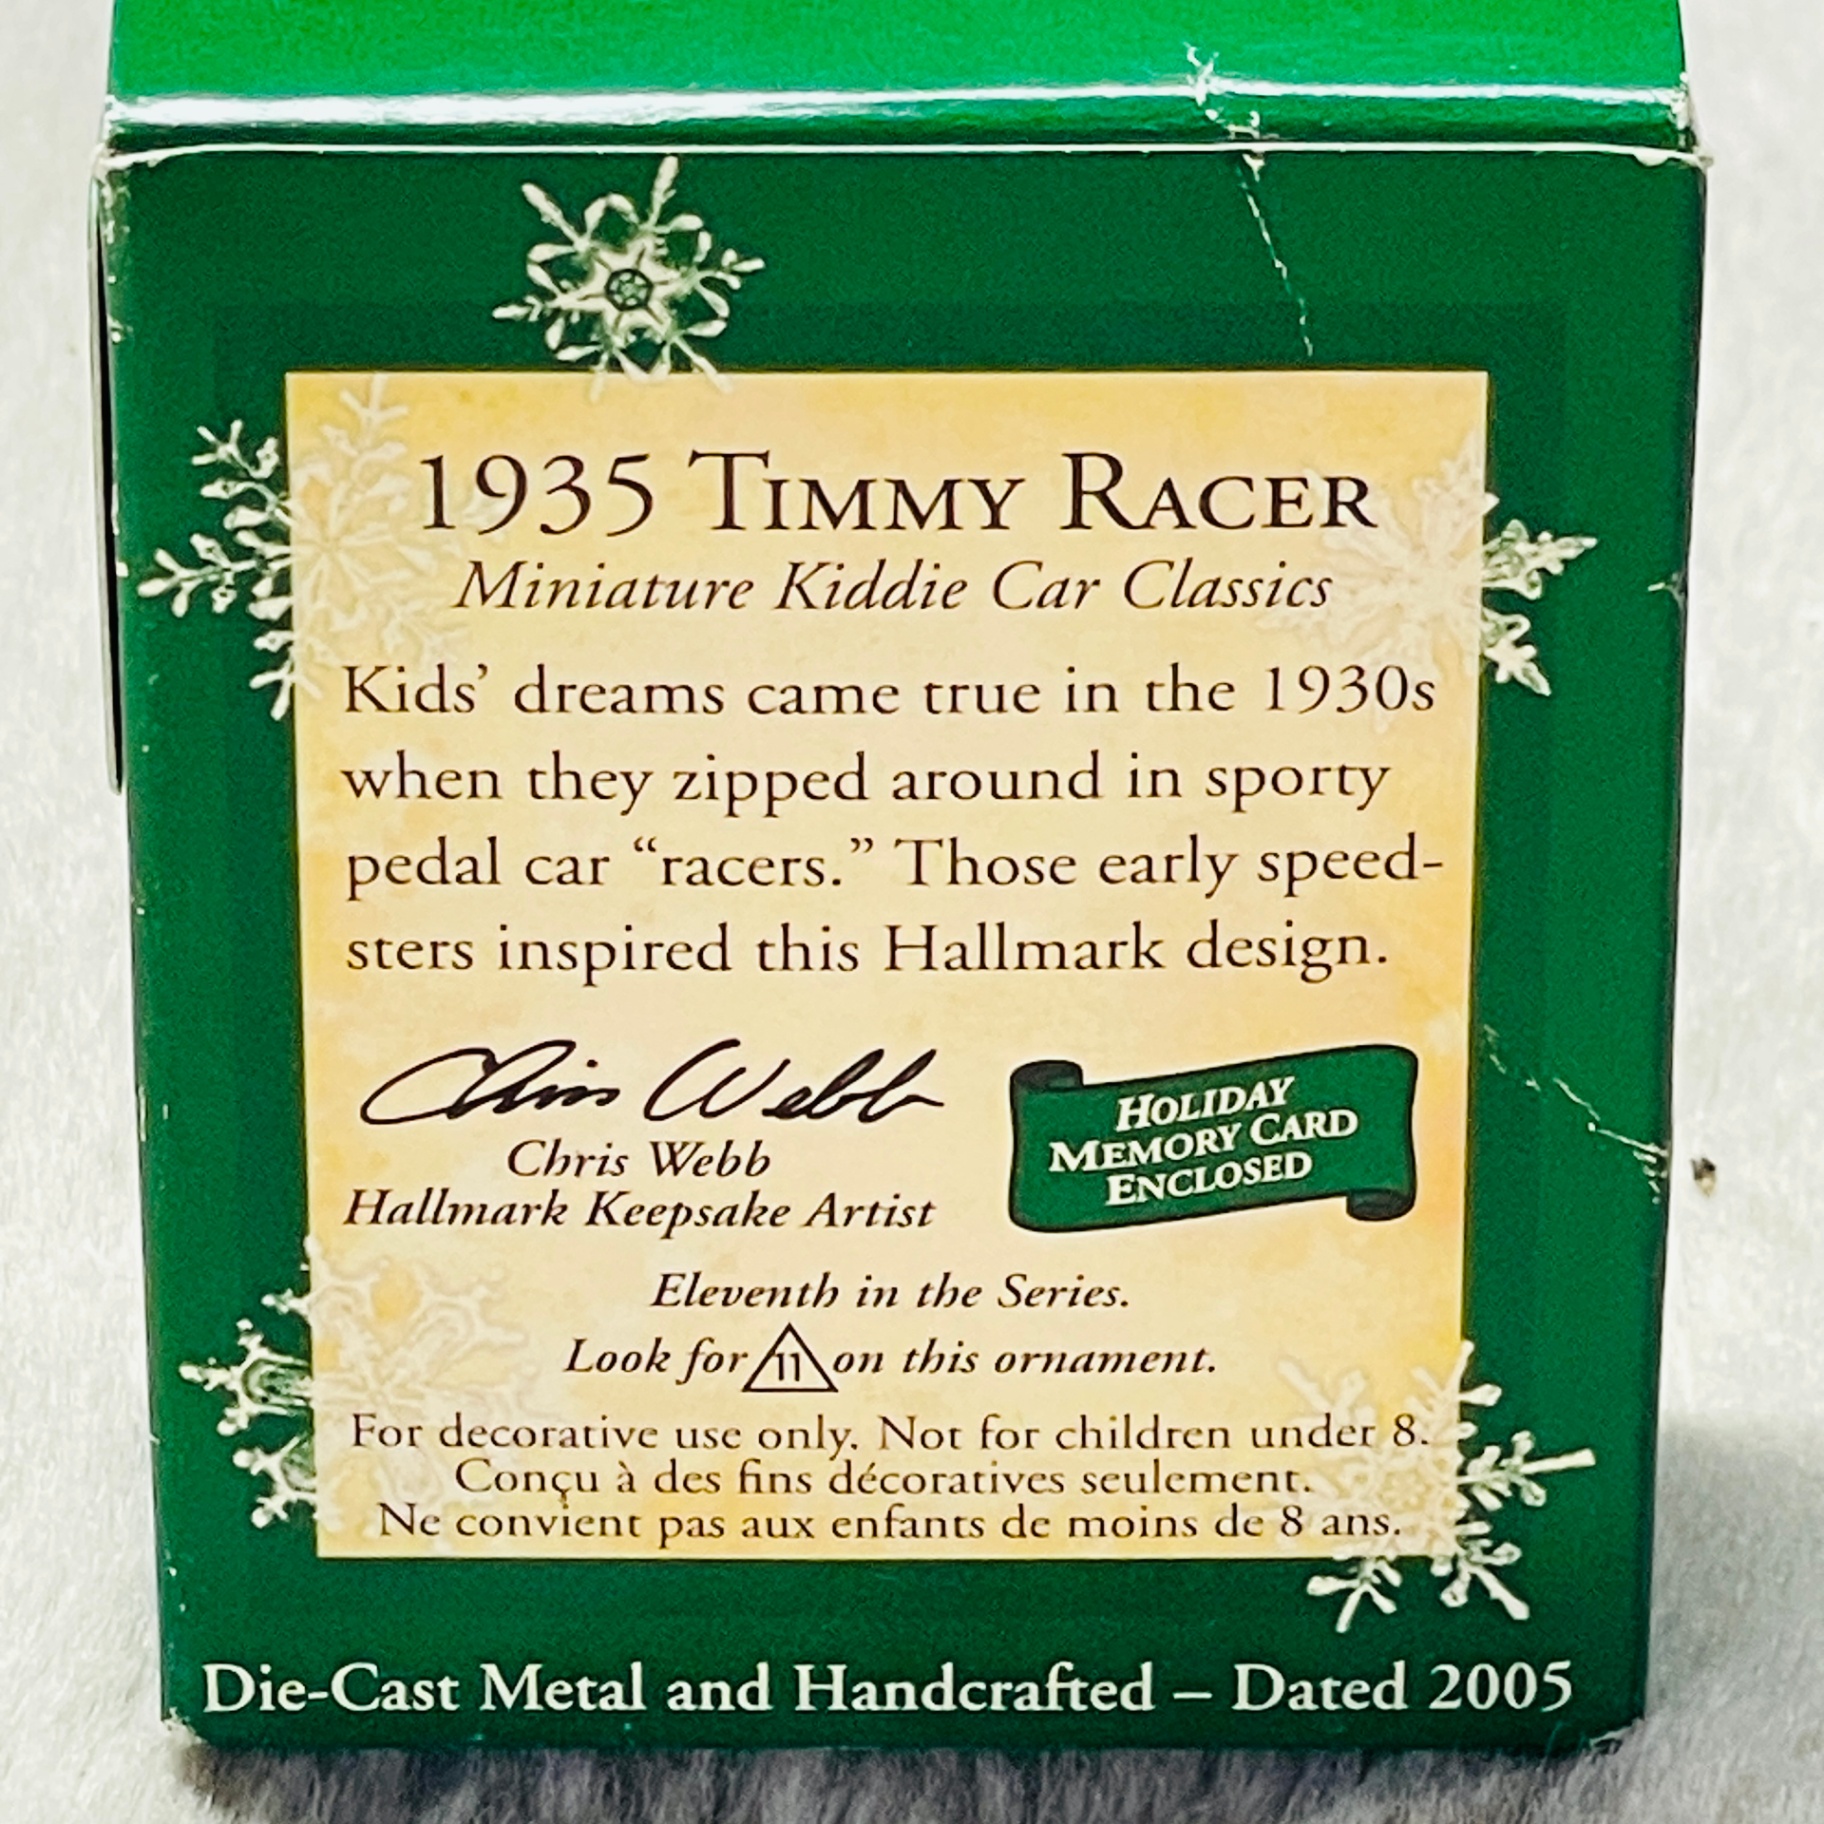 1935 TIMMY RACER
Miniature Kiddie Car Classics
Kids’ dreams came true in the 1930s
when they zipped around in sporty
pedal car “racers.” Those early speed-
sters inspired this Hallmark design.
Chris Webb
Chris Webb
Hallmark Keepsake Artist
HOLIDAY
MEMORY CARD
ENCLOSED
Eleventh in the Series.
Look for 11 on this ornament.
For decorative use only. Not for children under 8.
Conçu à des fins décoratives seulement.
Ne convient pas aux enfants de moins de 8 ans.
Die-Cast Metal and Handcrafted – Dated 2005